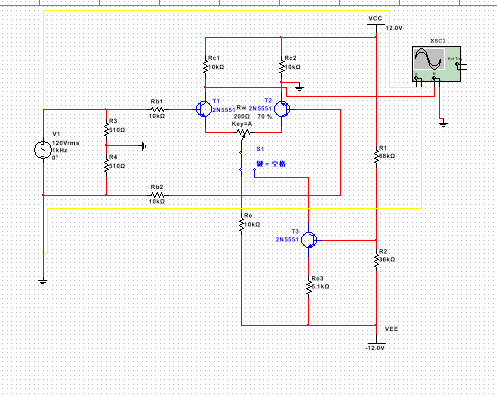 VCC
12.0V
XSC1
Rc1
10kΩ
Rc2
10kΩ
T1
2N5551
Rw
200Ω
Key=A
70 %
T2
2N5551
Rb1
10kΩ
V1
120Vrms
1kHz
0°
R3
510Ω
R4
510Ω
Rb2
10kΩ
S1
键 = 空格
R1
68kΩ
Re
10kΩ
T3
2N5551
R2
36kΩ
Re3
5.1kΩ
VEE
-12.0V